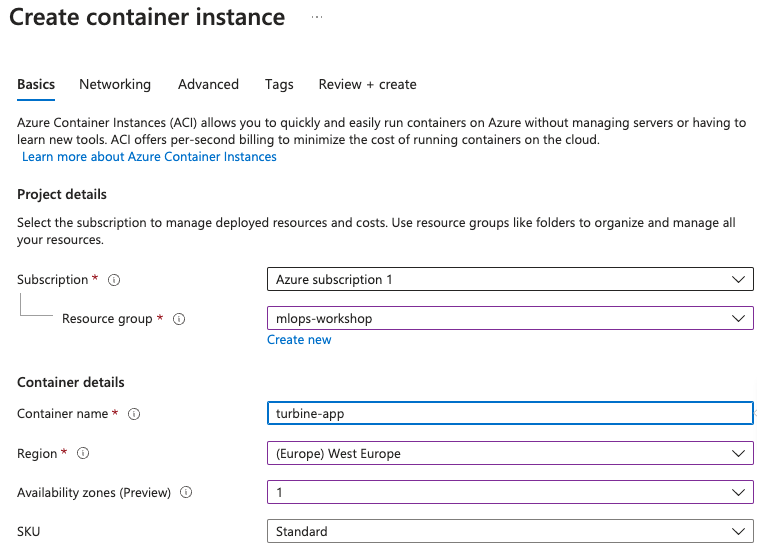 Create container instance ...
Basics Networking Advanced Tags Review + create
Azure Container Instances (ACI) allows you to quickly and easily run containers on Azure without managing servers or having to
learn new tools. ACI offers per-second billing to minimize the cost of running containers on the cloud.
Learn more about Azure Container Instances
Project details
Select the subscription to manage deployed resources and costs. Use resource groups like folders to organize and manage all
your resources.
Subscription * Azure subscription 1
Resource group * mlops-workshop
Create new
Container details
Container name * turbine-app
Region * (Europe) West Europe
Availability zones (Preview) 1
SKU Standard